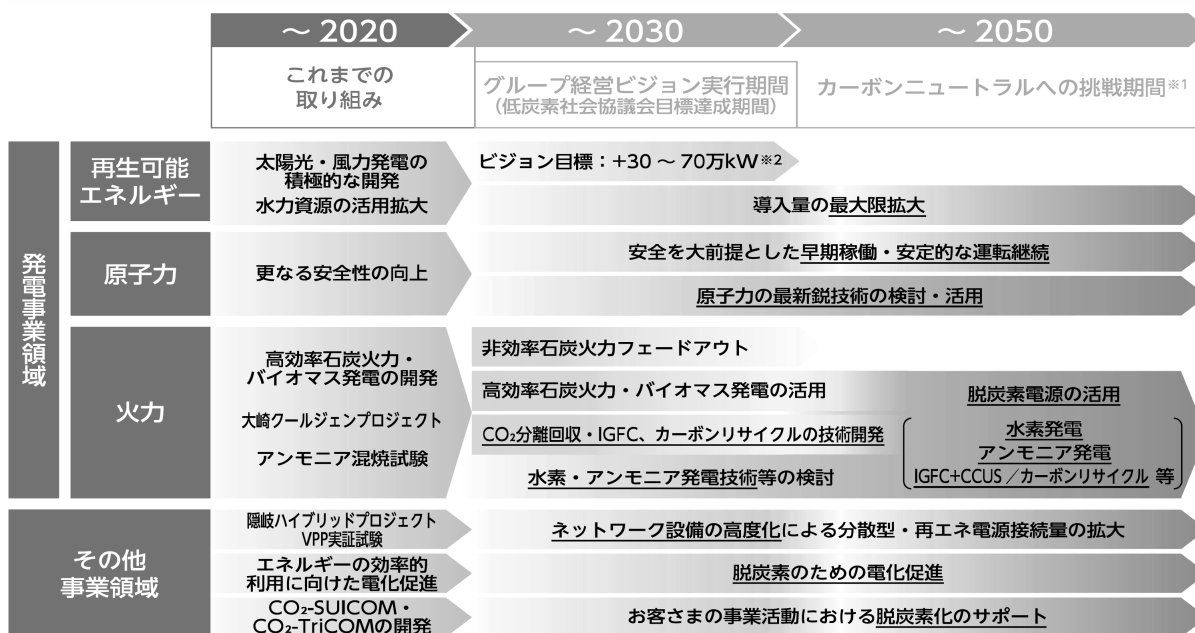 ～ 2020
～ 2030
～ 2050
これまでの
取り組み
グループ経営ビジョン実行期間
（低炭素社会協議会目標達成期間）
カーボンニュートラルへの挑戦期間※1
発電事業領域
再生可能
エネルギー
太陽光・風力発電の
積極的な開発
水力資源の活用拡大
ビジョン目標：+30 ～ 70万kW※2
導入量の最大限拡大
原子力
更なる安全性の向上
安全を大前提とした早期稼働・安定的な運転継続
原子力の最新鋭技術の検討・活用
火力
高効率石炭火力・
バイオマス発電の開発
大崎クールジェンプロジェクト
アンモニア混焼試験
非効率石炭火力フェードアウト
高効率石炭火力・バイオマス発電の活用
CO₂分離回収・IGFC、カーボンリサイクルの技術開発
水素・アンモニア発電技術等の検討
脱炭素電源の活用
水素発電
アンモニア発電
IGFC+CCUS／カーボンリサイクル 等
その他
事業領域
隠岐ハイブリッドプロジェクト
VPP実証試験
ネットワーク設備の高度化による分散型・再エネ電源接続量の拡大
エネルギーの効率的
利用に向けた電化促進
脱炭素のための電化促進
CO₂-SUICOM・
CO₂-TriCOMの開発
お客さまの事業活動における脱炭素化のサポート